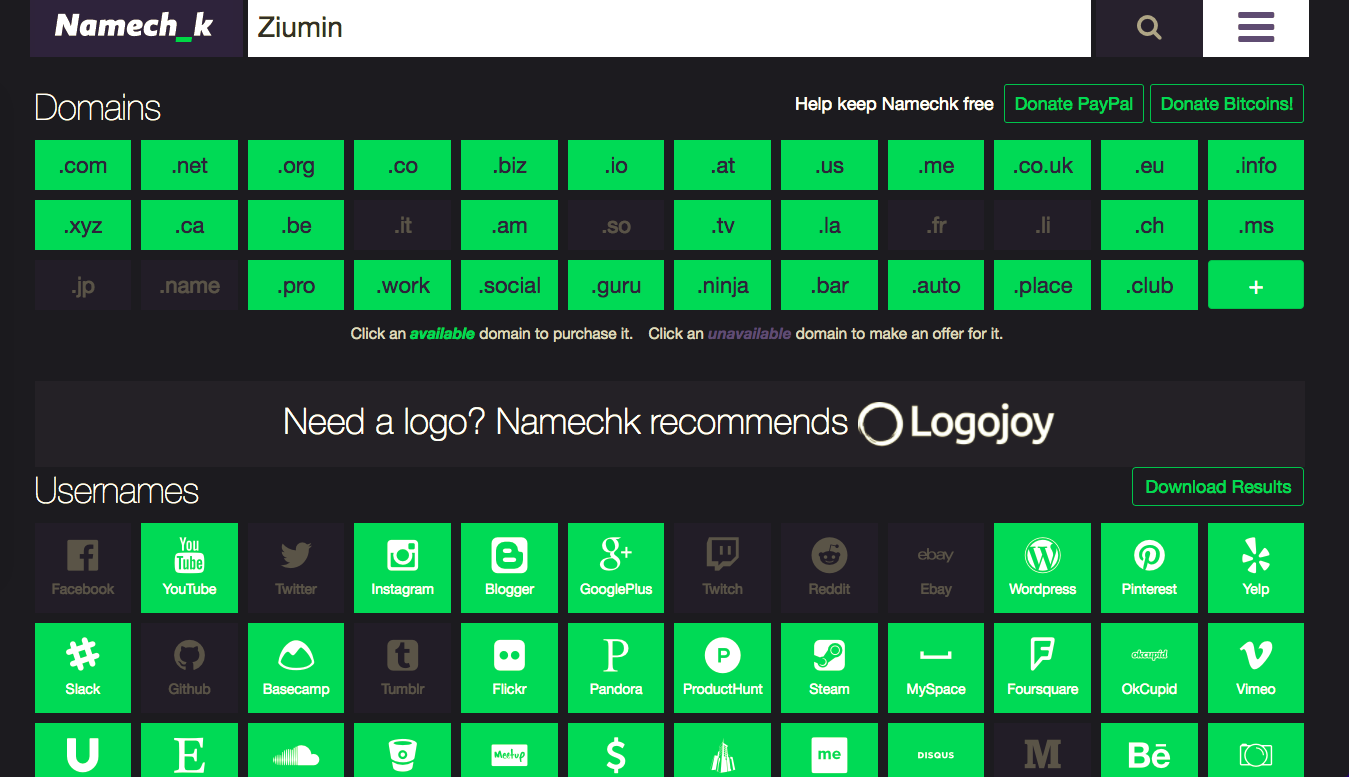 Namech_k
Ziumin
Domains
Help keep Namechk free
Donate PayPal
Donate Bitcoins!
.com .net .org .co .biz .io .at .us .me .co.uk .eu .info
.xyz .ca .be .it .am .so .tv .la .fr .li .ch .ms
.jp .name .pro .work .social .guru .ninja .bar .auto .place .club +
Click an available domain to purchase it. Click an unavailable domain to make an offer for it.
Need a logo? Namechk recommends Logojoy
Usernames
Download Results
You
Tube
ebay
Facebook YouTube Twitter Instagram Blogger GooglePlus Twitch Reddit Ebay Wordpress Pinterest Yelp
okcupid
Slack Github Basecamp Tumblr Flickr Pandora ProductHunt Steam MySpace Foursquare OkCupid Vimeo
Meetup
me
DISQUS
M
Bē